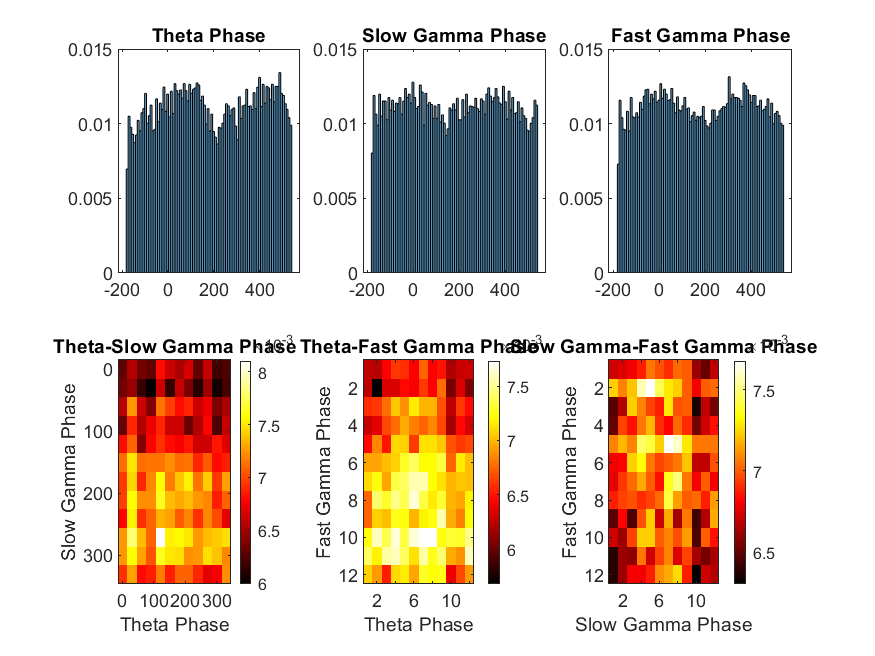 Theta Phase
Slow Gamma Phase
Fast Gamma Phase
0.015
0.01
0.005
0
-200 0 200 400
0.015
0.01
0.005
0
-200 0 200 400
0.015
0.01
0.005
0
-200 0 200 400
Theta-Slow Gamma Phase
Theta-Fast Gamma Phase
Slow Gamma-Fast Gamma Phase
Slow Gamma Phase
0
100
200
300
0 100 200 300
Theta Phase
-3
8
7.5
7
6.5
6
Fast Gamma Phase
2
4
6
8
10
12
2 6 10
Theta Phase
-3
7.5
7
6.5
6
Fast Gamma Phase
2
4
6
8
10
12
2 6 10
Slow Gamma Phase
× 10-3
7.5
7
6.5